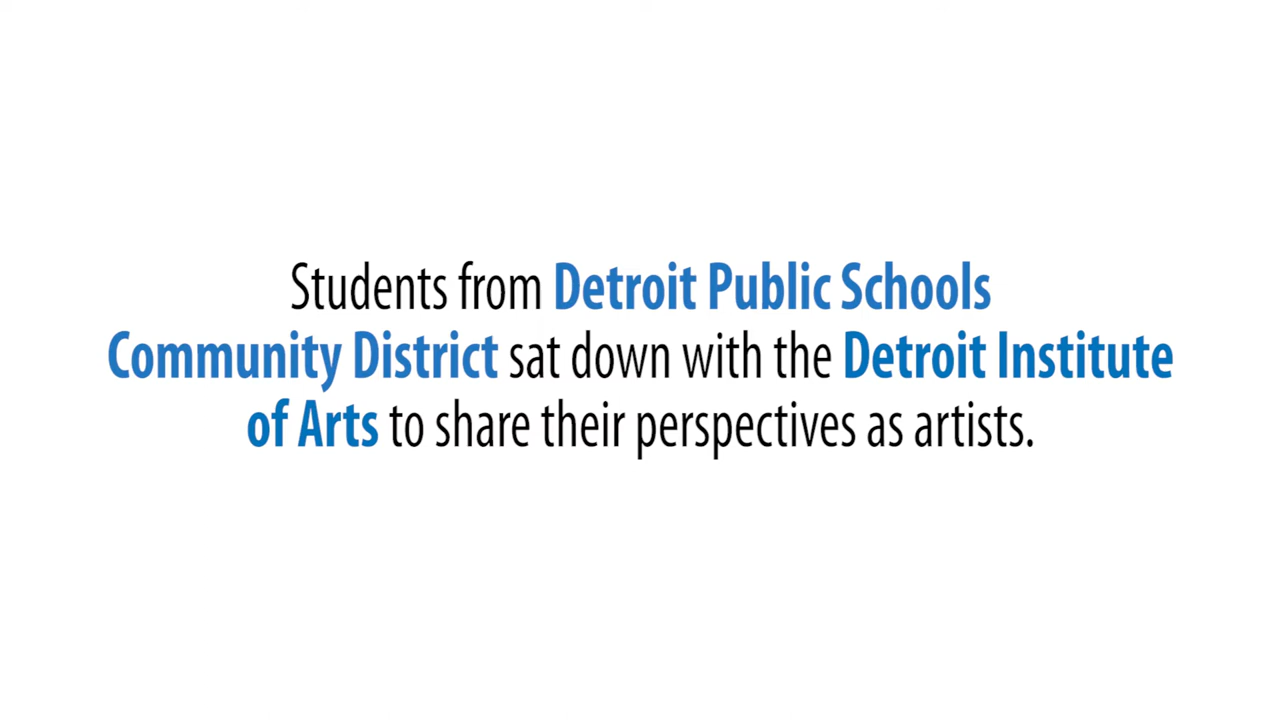 Students from Detroit Public Schools
Community District sat down with the Detroit Institute
of Arts to share their perspectives as artists.